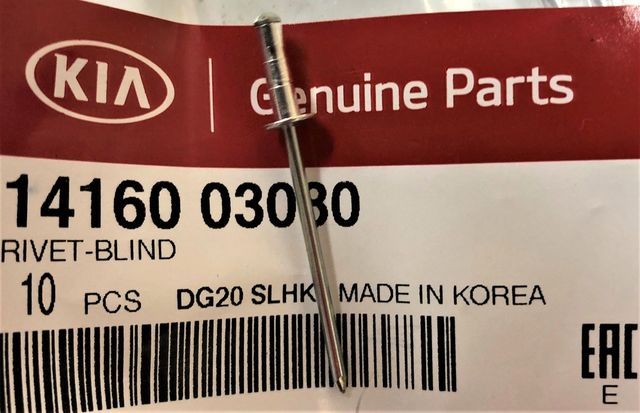 KIA Genuine Parts
14160 03080
RIVET-BLIND
10 PCS DG20 SLHK MADE IN KOREA
EAC
E